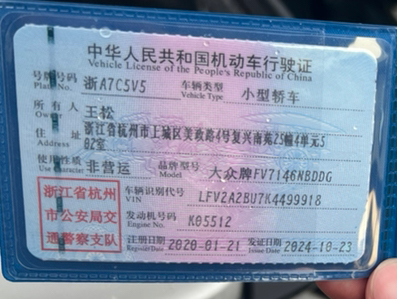 中华人民共和国机动车行驶证
Vehicle License of the People's Republic of China
号牌号码 浙A7C5V5 车辆类型 小型轿车
Plate No. Vehicle Type
所有人 王松
住址 浙江省杭州市上城区美政路4号复兴南苑25幢4单元5
02室
使用性质 非营运 品牌型号 大众牌FV7146NBDDG
Model
浙江省杭州 车辆识别代号 LFV2A2BU7K4499918
VIN
市公安局交 发动机号码 K05512
Engine No.
通警察支队 注册日期 2020-01-21 发证日期 2024-10-23
Register Date Issue Date